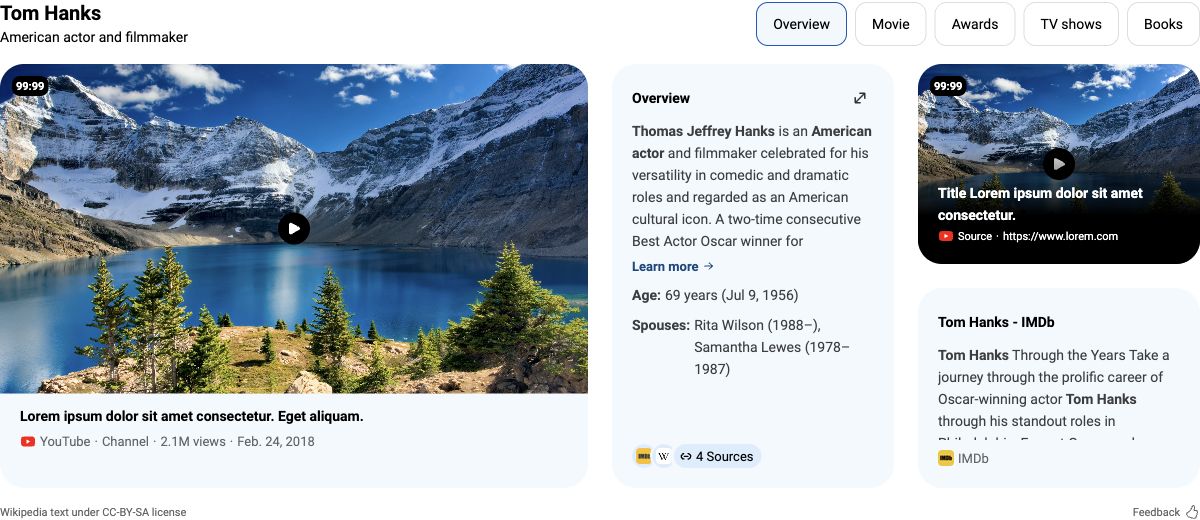 Tom Hanks
American actor and filmmaker
Overview
Movie
Awards
TV shows
Books
99:99
Lorem ipsum dolor sit amet consectetur. Eget aliquam.
YouTube · Channel · 2.1M views · Feb. 24, 2018
Overview
Thomas Jeffrey Hanks is an American
actor and filmmaker celebrated for his
versatility in comedic and dramatic
roles and regarded as an American
cultural icon. A two-time consecutive
Best Actor Oscar winner for
Learn more →
Age: 69 years (Jul 9, 1956)
Spouses: Rita Wilson (1988–),
Samantha Lewes (1978–
1987)
IMDb
W
4 Sources
99:99
Title Lorem ipsum dolor sit amet
consectetur.
Source · https://www.lorem.com
Tom Hanks - IMDb
Tom Hanks Through the Years Take a
journey through the prolific career of
Oscar-winning actor Tom Hanks
through his standout roles in
IMDb
IMDb
Wikipedia text under CC-BY-SA license
Feedback